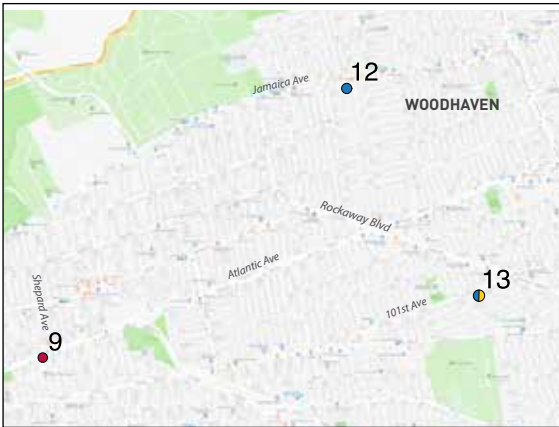 12
Jamaica Ave
WOODHAVEN
Rockaway Blvd
Atlantic Ave
13
101st Ave
Shepard Ave
9